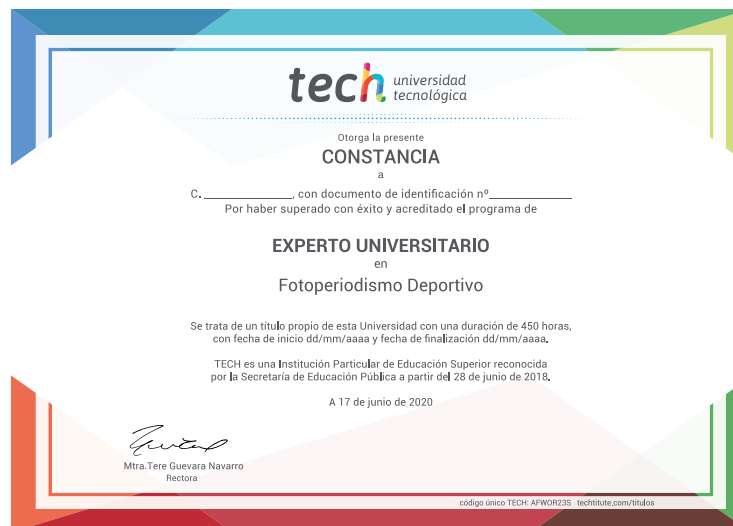 tech universidad
tecnológica
Otorga la presente
CONSTANCIA
a
C. ______________, con documento de identificación nº______________
Por haber superado con éxito y acreditado el programa de
EXPERTO UNIVERSITARIO
en
Fotoperiodismo Deportivo
Se trata de un título propio de esta Universidad con una duración de 450 horas,
con fecha de inicio dd/mm/aaaa y fecha de finalización dd/mm/aaaa.
TECH es una Institución Particular de Educación Superior reconocida
por la Secretaría de Educación Pública a partir del 28 de junio de 2018.
A 17 de junio de 2020
Mtra.Tere Guevara Navarro
Rectora
código único TECH: AFWOR23S techtitute.com/titulos